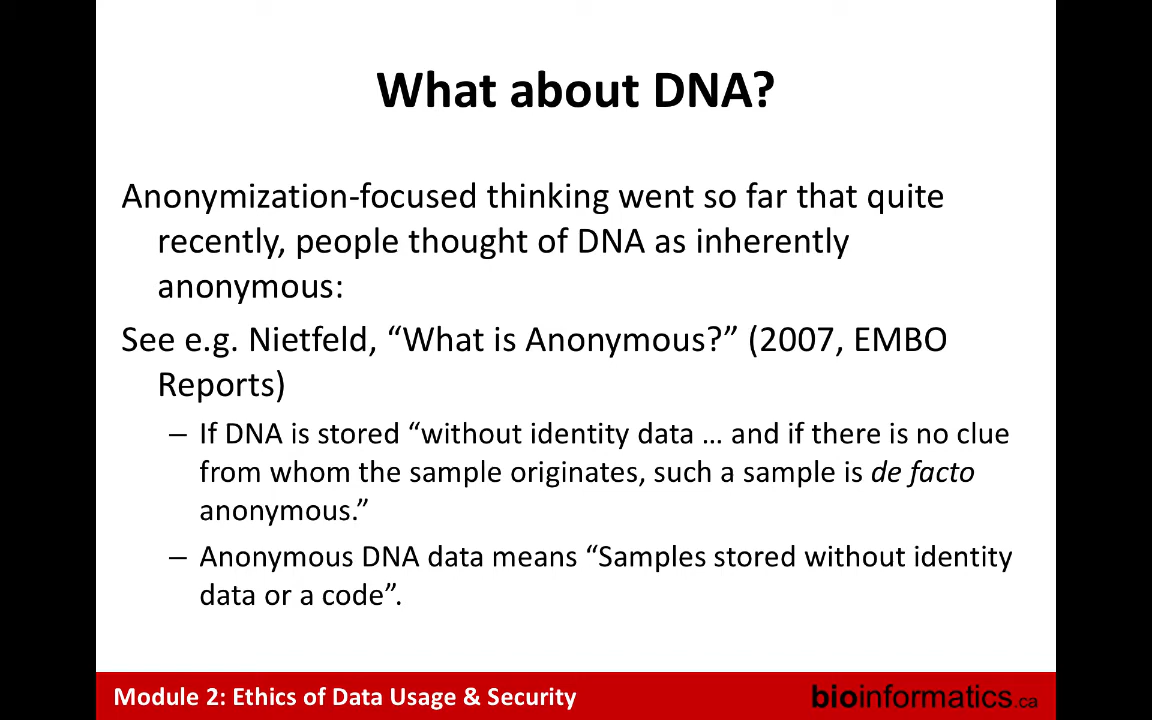 What about DNA?
Anonymization-focused thinking went so far that quite
recently, people thought of DNA as inherently
anonymous:
See e.g. Nietfeld, “What is Anonymous?” (2007, EMBO
Reports)
– If DNA is stored “without identity data … and if there is no clue
from whom the sample originates, such a sample is de facto
anonymous.”
– Anonymous DNA data means “Samples stored without identity
data or a code”.
Module 2: Ethics of Data Usage & Security
bioinformatics.ca